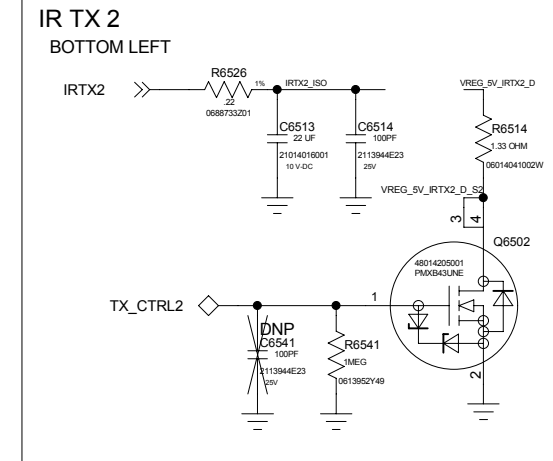 IR TX 2
BOTTOM LEFT
IRTX2
R6526
1%
.22
0688733Z01
IRTX2_ISO
C6513
22 UF
21014016001
10 V-DC
C6514
100PF
2113944E23
25V
VREG_5V_IRTX2_D
R6514
1.33 OHM
06014041002W
VREG_5V_IRTX2_D_S2
3
4
Q6502
48014205001
PMXB43UNE
1
2
TX_CTRL2
DNP
C6541
100PF
2113944E23
25V
R6541
1MEG
0613952Y49